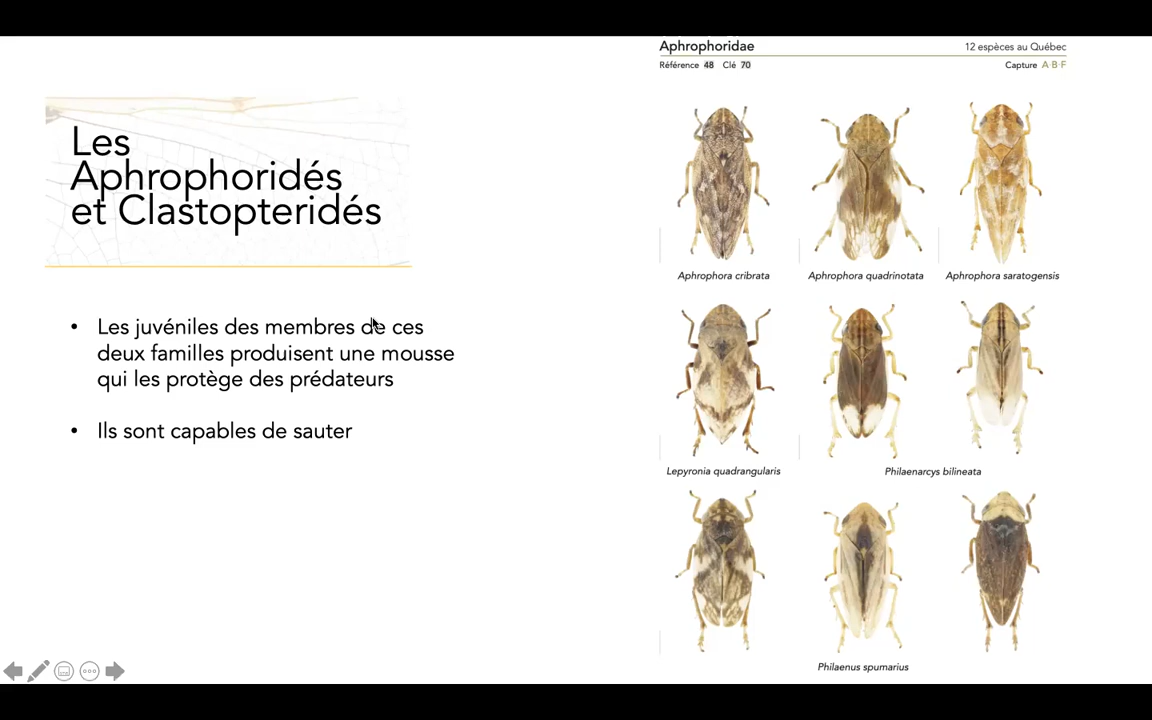 Les
Aphrophoridés
et Clastopteridés
• Les juvéniles des membres de ces
deux familles produisent une mousse
qui les protège des prédateurs
• Ils sont capables de sauter
Aphrophoridae
12 espèces au Québec
Référence 48 Clé 70
Capture A·B·F
Aphrophora cribrata
Aphrophora quadrinotata
Aphrophora saratogensis
Lepyronia quadrangularis
Philaenarcys bilineata
Philaenus spumarius